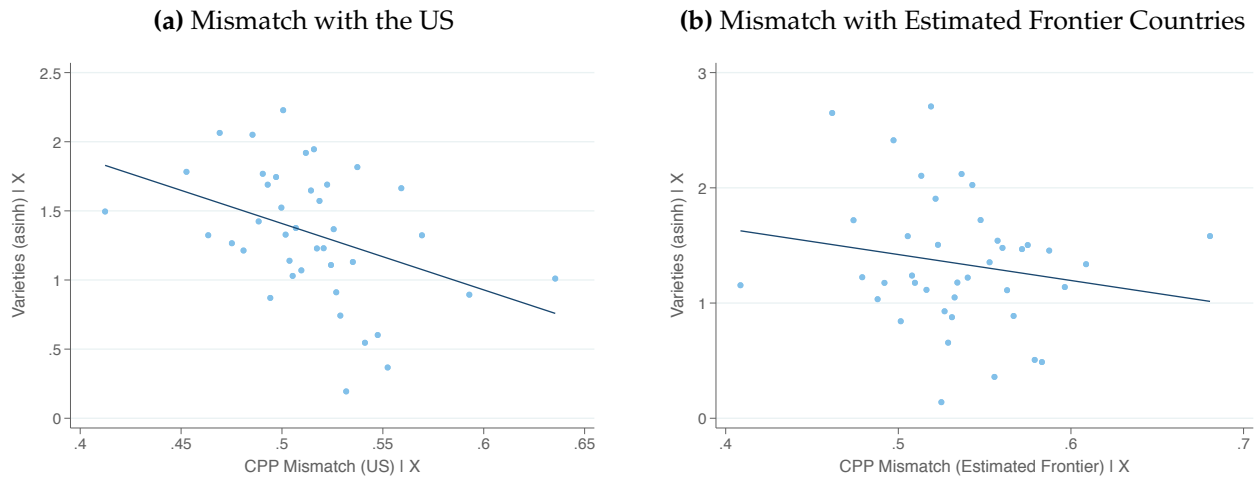 (a) Mismatch with the US
2.5
2
1.5
1
.5
0
Varieties (asinh) | X
.4 .45 .5 .55 .6 .65
CPP Mismatch (US) | X
(b) Mismatch with Estimated Frontier Countries
3
2
1
0
Varieties (asinh) | X
.4 .5 .6 .7
CPP Mismatch (Estimated Frontier) | X